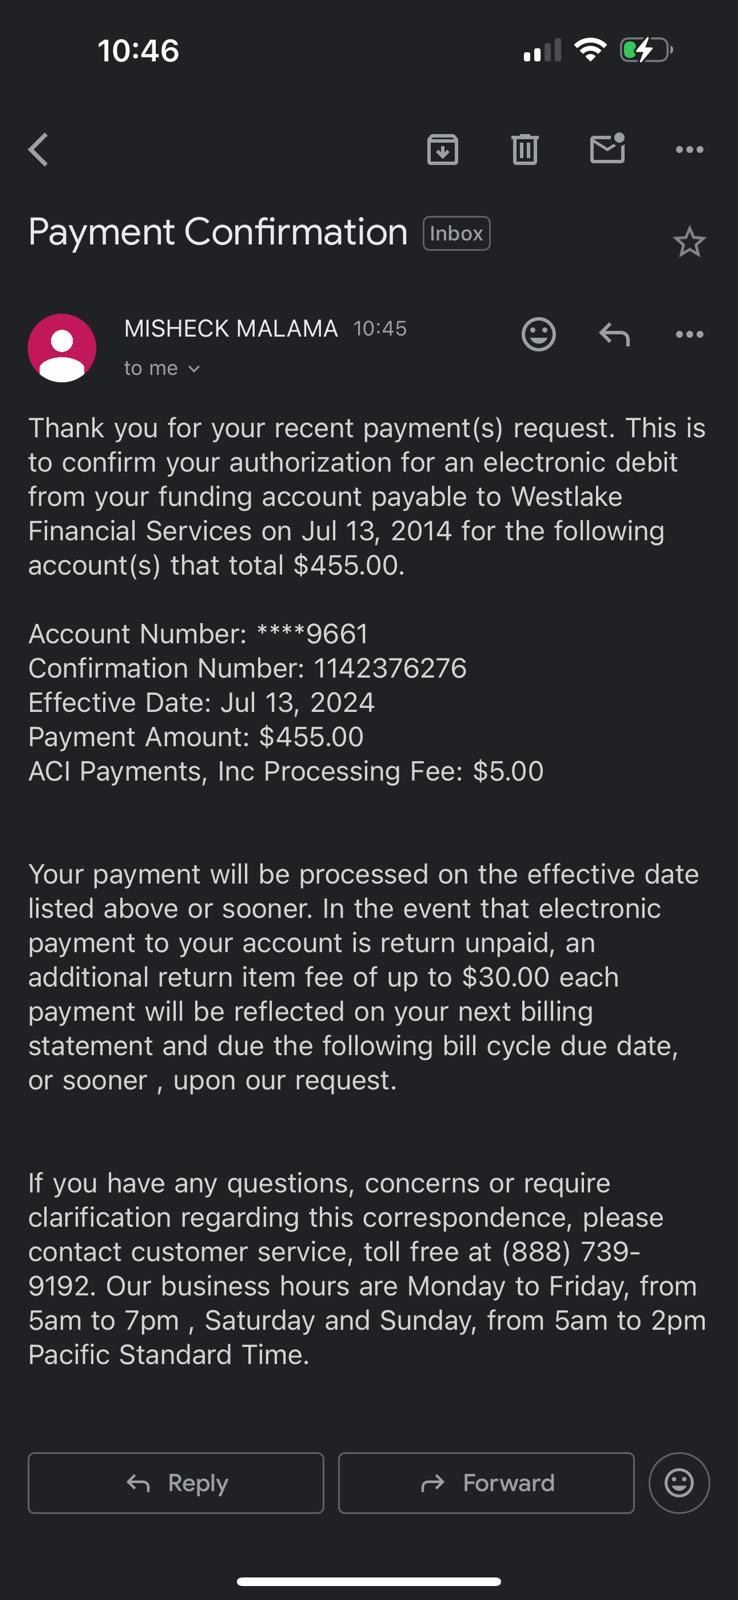 10:46
Payment Confirmation Inbox
MISHECK MALAMA 10:45
to me
Thank you for your recent payment(s) request. This is
to confirm your authorization for an electronic debit
from your funding account payable to Westlake
Financial Services on Jul 13, 2014 for the following
account(s) that total $455.00.
Account Number: ****9661
Confirmation Number: 1142376276
Effective Date: Jul 13, 2024
Payment Amount: $455.00
ACI Payments, Inc Processing Fee: $5.00
Your payment will be processed on the effective date
listed above or sooner. In the event that electronic
payment to your account is return unpaid, an
additional return item fee of up to $30.00 each
payment will be reflected on your next billing
statement and due the following bill cycle due date,
or sooner , upon our request.
If you have any questions, concerns or require
clarification regarding this correspondence, please
contact customer service, toll free at (888) 739-
9192. Our business hours are Monday to Friday, from
5am to 7pm , Saturday and Sunday, from 5am to 2pm
Pacific Standard Time.
Reply Forward